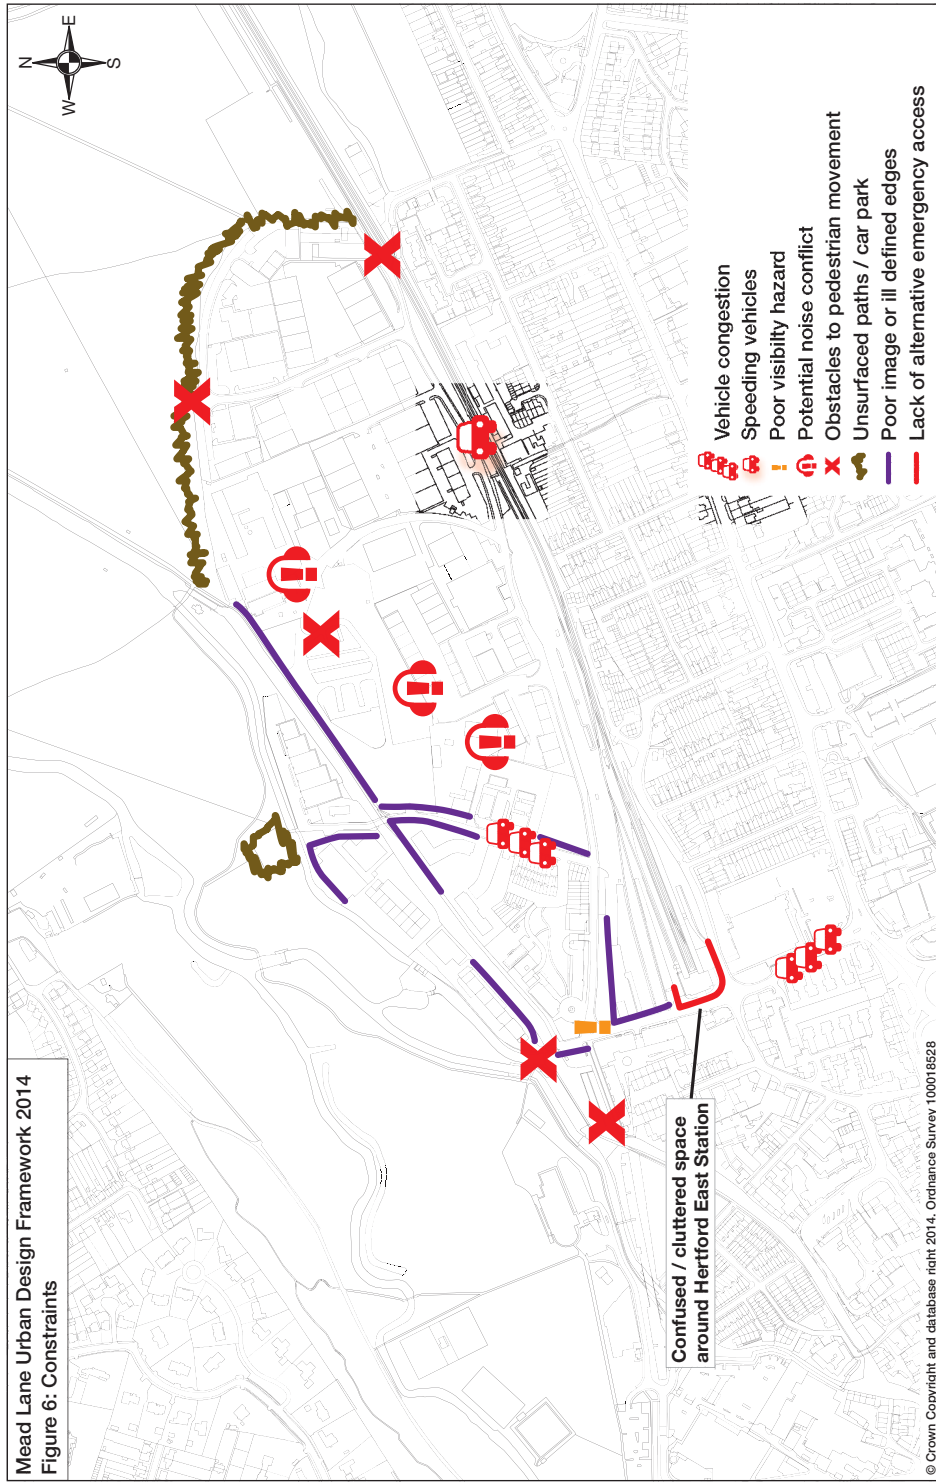 Mead Lane Urban Design Framework 2014
Figure 6: Constraints
N
E
S
W
Confused / cluttered space
around Hertford East Station
Vehicle congestion
Speeding vehicles
Poor visibilty hazard
Potential noise conflict
Obstacles to pedestrian movement
Unsurfaced paths / car park
Poor image or ill defined edges
Lack of alternative emergency access
© Crown Copyright and database right 2014. Ordnance Survey 100018528